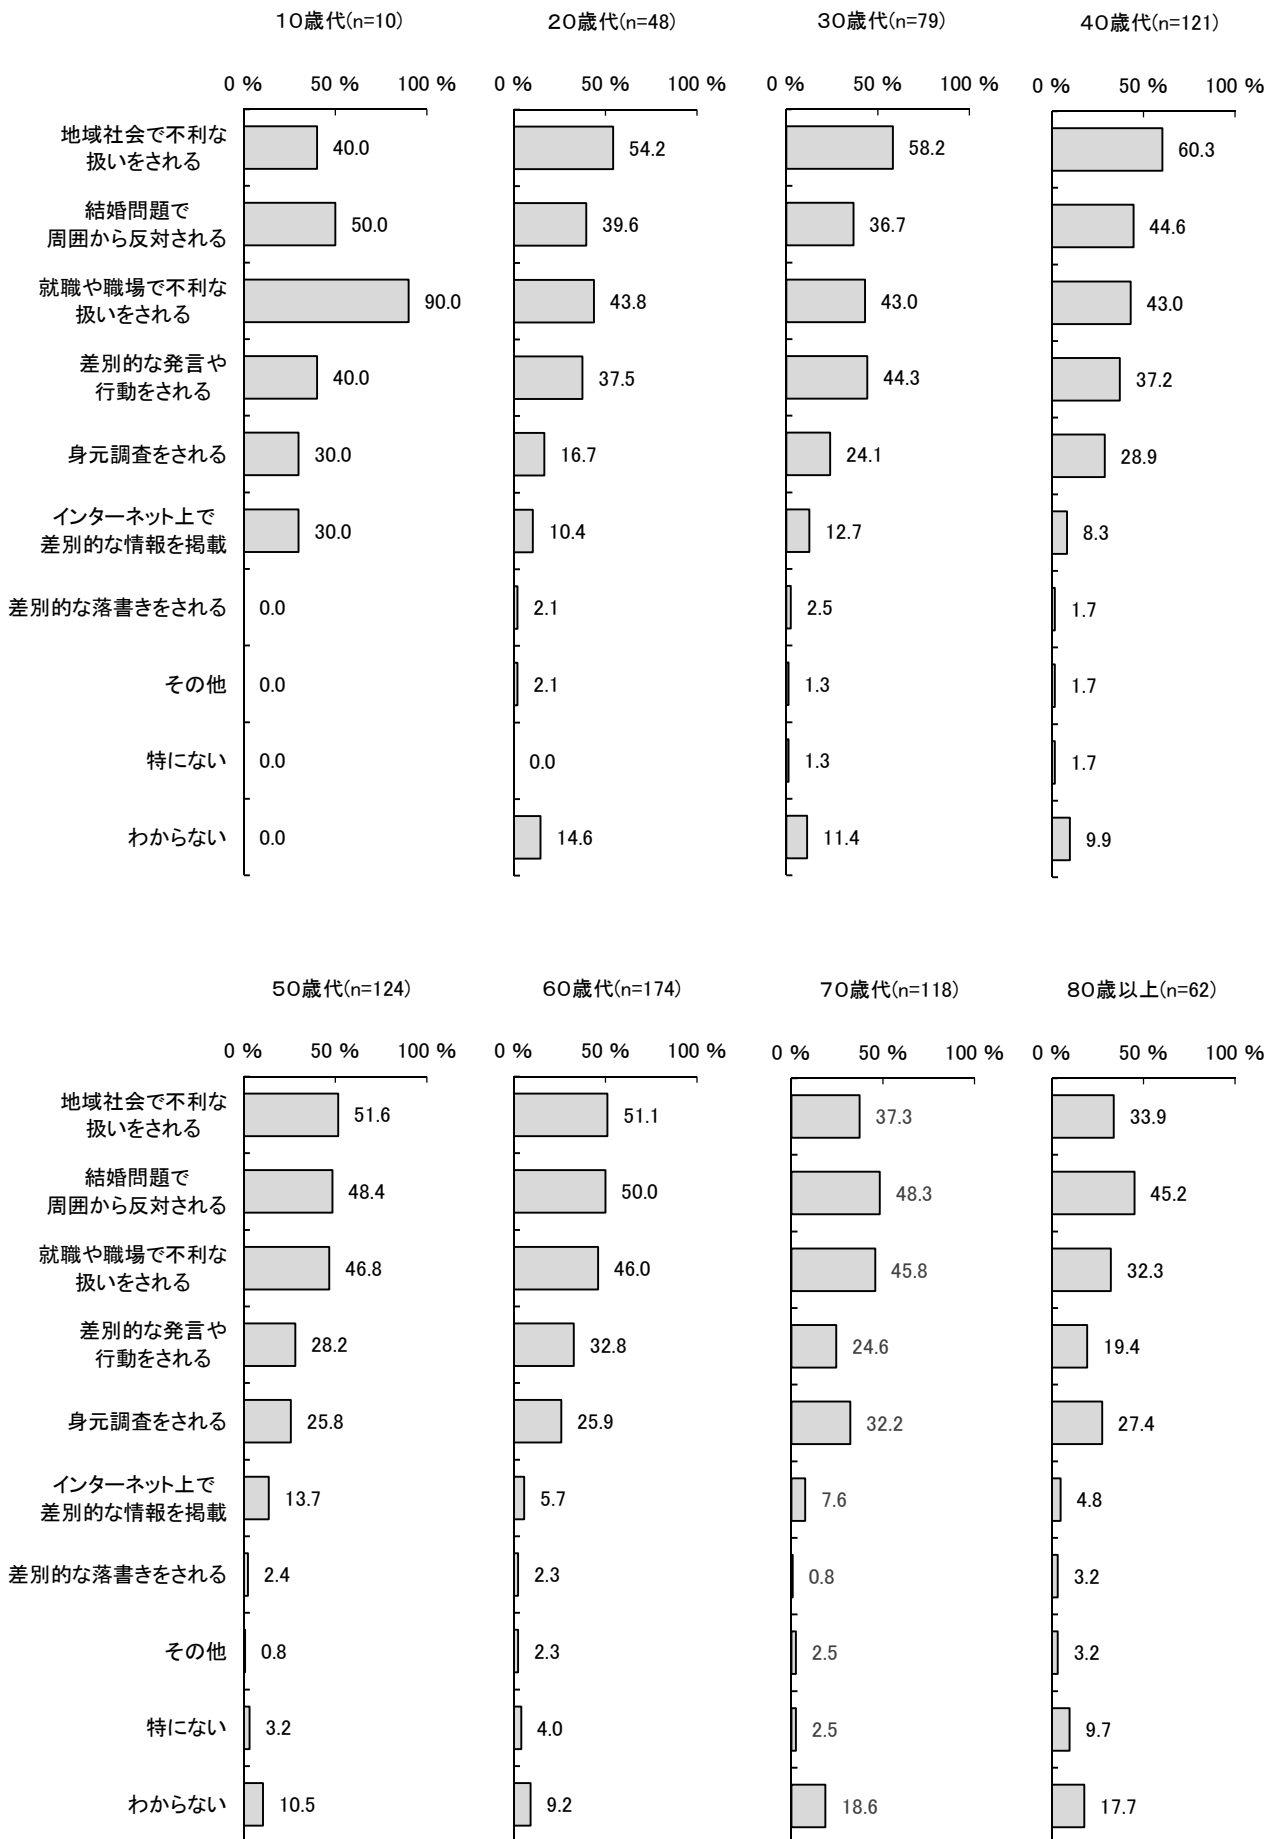 10歳代(n=10)
20歳代(n=48)
30歳代(n=79)
40歳代(n=121)
0 % 50 % 100 %
0 % 50 % 100 %
0 % 50 % 100 %
0 % 50 % 100 %
地域社会で不利な
扱いをされる
40.0 54.2 58.2 60.3
結婚問題で
周囲から反対される
50.0 39.6 36.7 44.6
就職や職場で不利な
扱いをされる
90.0 43.8 43.0 43.0
差別的な発言や
行動をされる
40.0 37.5 44.3 37.2
身元調査をされる 30.0 16.7 24.1 28.9
インターネット上で
差別的な情報を掲載
30.0 10.4 12.7 8.3
差別的な落書きをされる 0.0 2.1 2.5 1.7
その他 0.0 2.1 1.3 1.7
特にない 0.0 0.0 1.3 1.7
わからない 0.0 14.6 11.4 9.9
50歳代(n=124)
60歳代(n=174)
70歳代(n=118)
80歳以上(n=62)
0 % 50 % 100 %
0 % 50 % 100 %
0 % 50 % 100 %
0 % 50 % 100 %
地域社会で不利な
扱いをされる
51.6 51.1 37.3 33.9
結婚問題で
周囲から反対される
48.4 50.0 48.3 45.2
就職や職場で不利な
扱いをされる
46.8 46.0 45.8 32.3
差別的な発言や
行動をされる
28.2 32.8 24.6 19.4
身元調査をされる 25.8 25.9 32.2 27.4
インターネット上で
差別的な情報を掲載
13.7 5.7 7.6 4.8
差別的な落書きをされる 2.4 2.3 0.8 3.2
その他 0.8 2.3 2.5 3.2
特にない 3.2 4.0 2.5 9.7
わからない 10.5 9.2 18.6 17.7